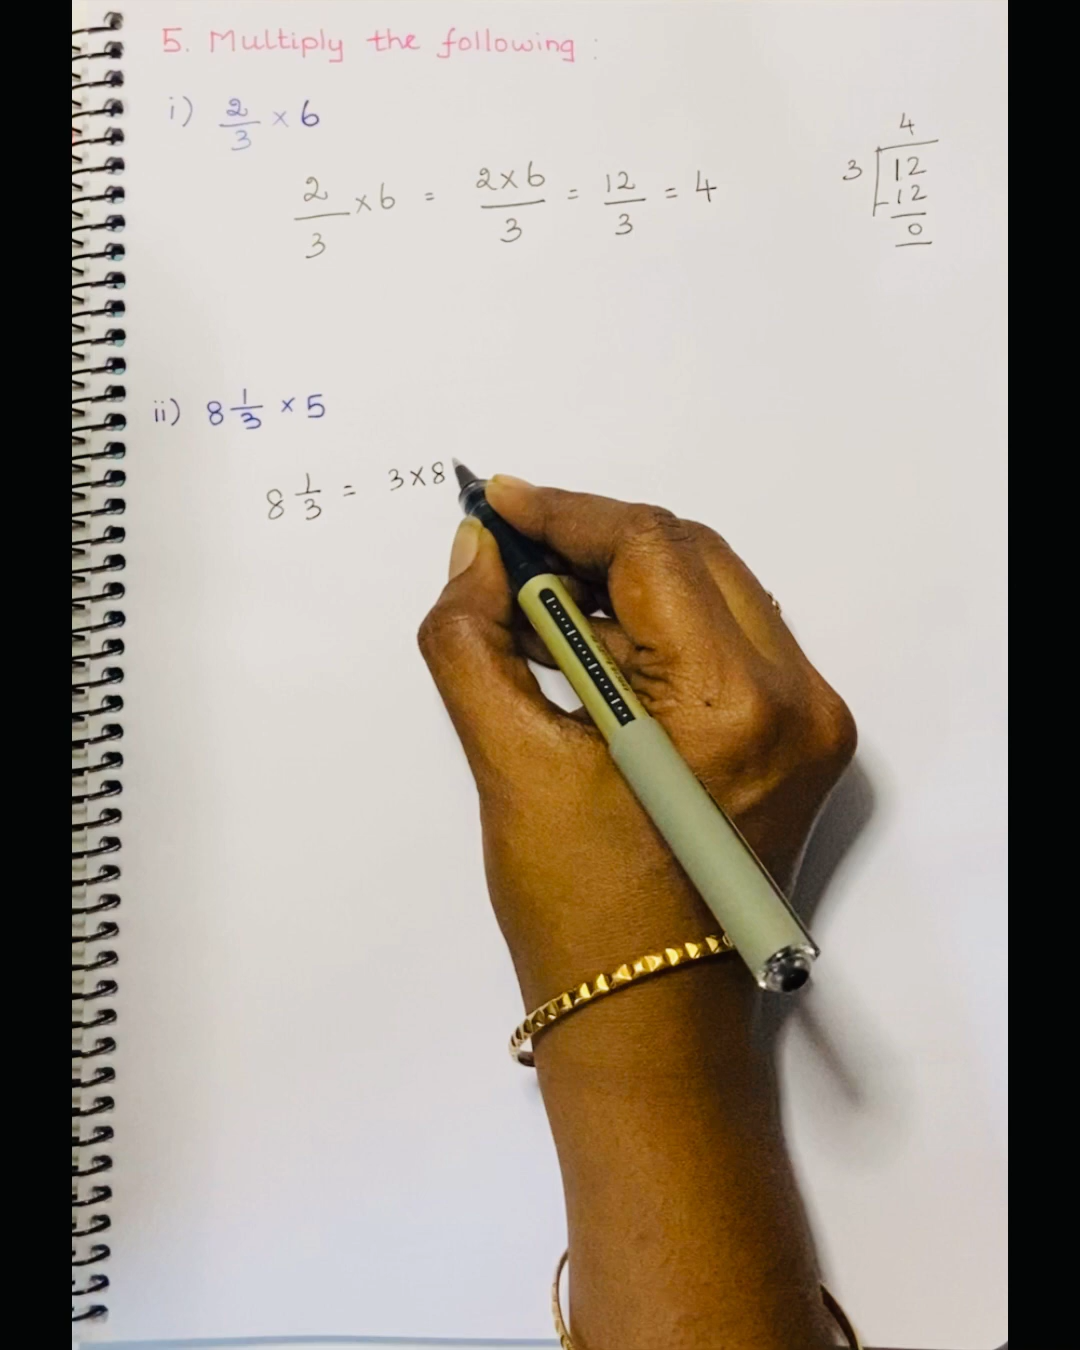 5. Multiply the following :
i) 2/3 × 6
2/3 × 6 = 2×6/3 = 12/3 = 4
4
3 12
-12
0
ii) 8 1/3 × 5
8 1/3 = 3×8